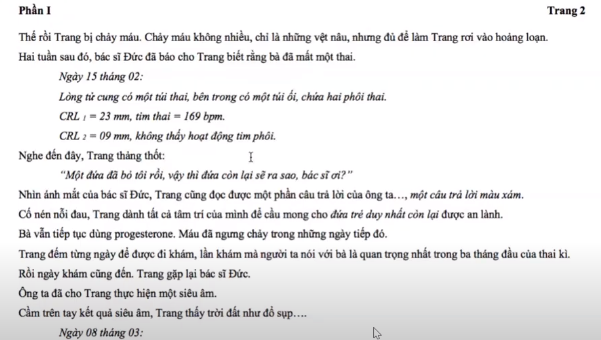 Phần I Trang 2
Thế rồi Trang bị chảy máu. Chảy máu không nhiều, chỉ là những vệt nâu, nhưng đủ để làm Trang rơi vào hoảng loạn.
Hai tuần sau đó, bác sĩ Đức đã báo cho Trang biết rằng bà đã mất một thai.
Ngày 15 tháng 02:
Lòng tử cung có một túi thai, bên trong có một túi ối, chứa hai phôi thai.
CRL 1 = 23 mm, tim thai = 169 bpm.
CRL 2 = 09 mm, không thấy hoạt động tim phôi.
Nghe đến đây, Trang thảng thốt:
"Một đứa đã bỏ tôi rồi, vậy thì đứa còn lại sẽ ra sao, bác sĩ ơi?"
Nhìn ánh mắt của bác sĩ Đức, Trang cũng đọc được một phần câu trả lời của ông ta…, một câu trả lời màu xám.
Cố nén nỗi đau, Trang dành tất cả tâm trí của mình để cầu mong cho đứa trẻ duy nhất còn lại được an lành.
Bà vẫn tiếp tục dùng progesterone. Máu đã ngưng chảy trong những ngày tiếp đó.
Trang đếm từng ngày để được đi khám, lần khám mà người ta nói với bà là quan trọng nhất trong ba tháng đầu của thai kì.
Rồi ngày khám cũng đến. Trang gặp lại bác sĩ Đức.
Ông ta đã cho Trang thực hiện một siêu âm.
Cầm trên tay kết quả siêu âm, Trang thấy trời đất như đổ sụp…
Ngày 08 tháng 03: